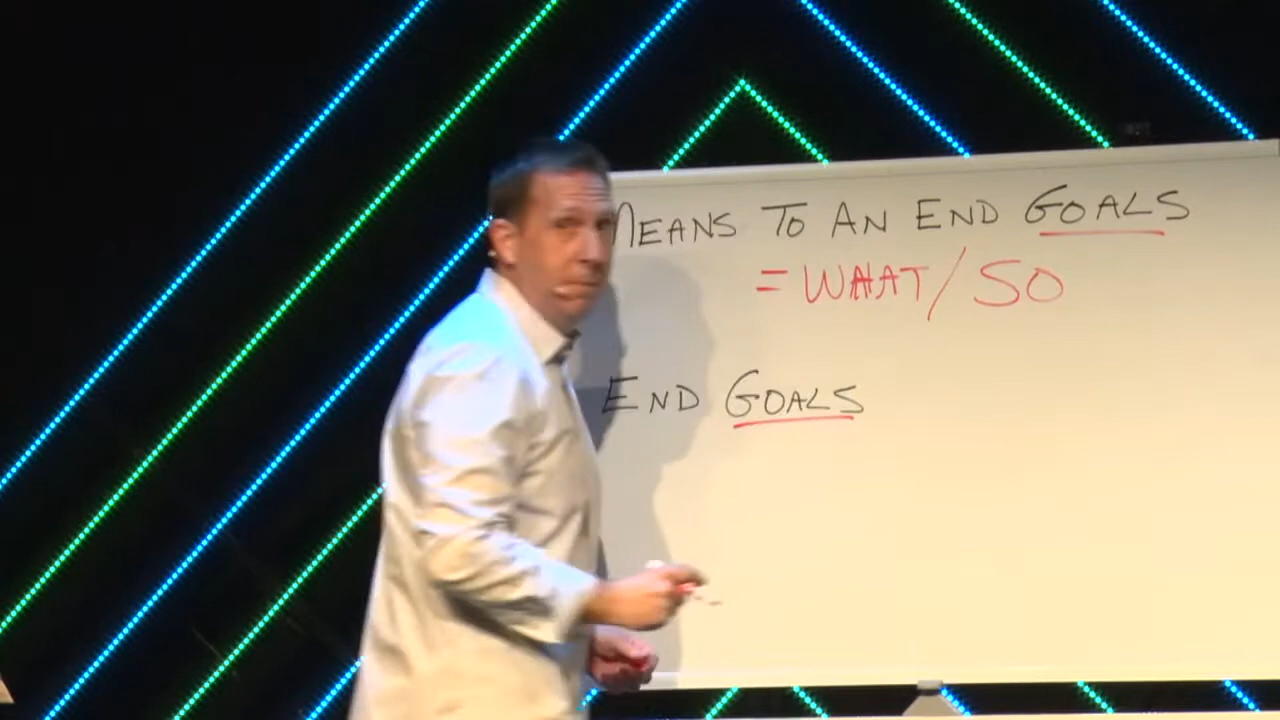 MEANS TO AN END GOALS
= WHAT/SO
END GOALS